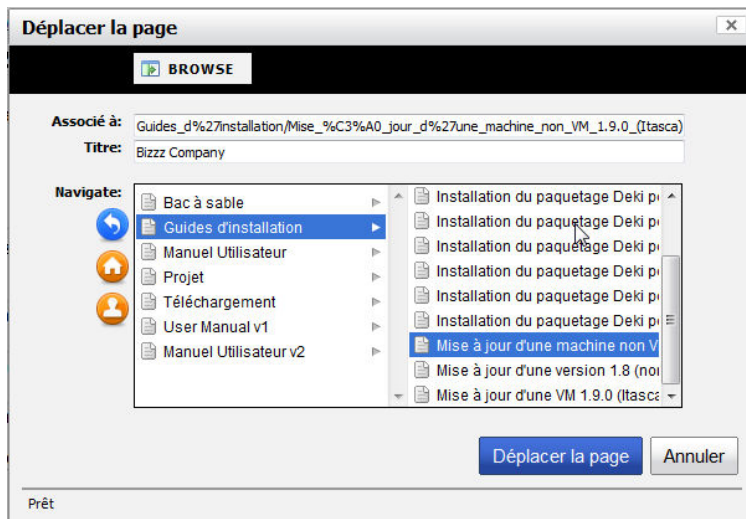 Déplacer la page
BROWSE
Associé à: Guides_d%27installation/Mise_%C3%A0_jour_d%27une_machine_non_VM_1.9.0_(Itasca)
Titre: Bizzz Company
Navigate:
Bac à sable
Guides d'installation
Manuel Utilisateur
Projet
Téléchargement
User Manual v1
Manuel Utilisateur v2
Installation du paquetage Deki
Installation du paquetage Deki
Installation du paquetage Deki
Installation du paquetage Deki
Installation du paquetage Deki
Installation du paquetage Deki
Mise à jour d'une machine non V
Mise à jour d'une version 1.8
Mise à jour d'une VM 1.9.0 (Itasca
Déplacer la page
Annuler
Prêt